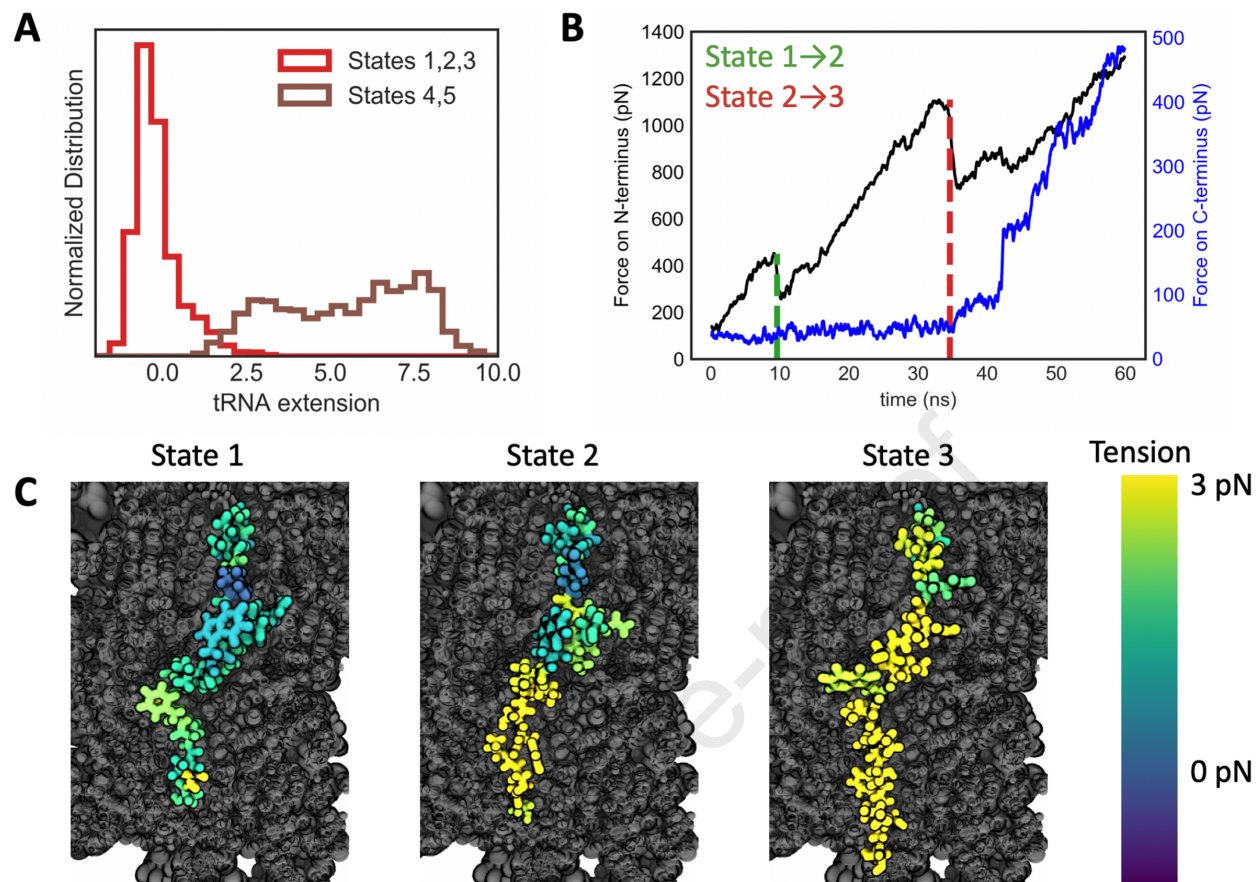 A
Normalized Distribution
States 1,2,3
States 4,5
0.0 2.5 5.0 7.5 10.0
tRNA extension
B
Force on N-terminus (pN)
1400
1200
1000
800
600
400
200
0
State 1→2
State 2→3
500
400
300
200
100
0
Force on C-terminus (pN)
0 10 20 30 40 50 60
time (ns)
C
State 1
State 2
State 3
Tension
3 pN
0 pN